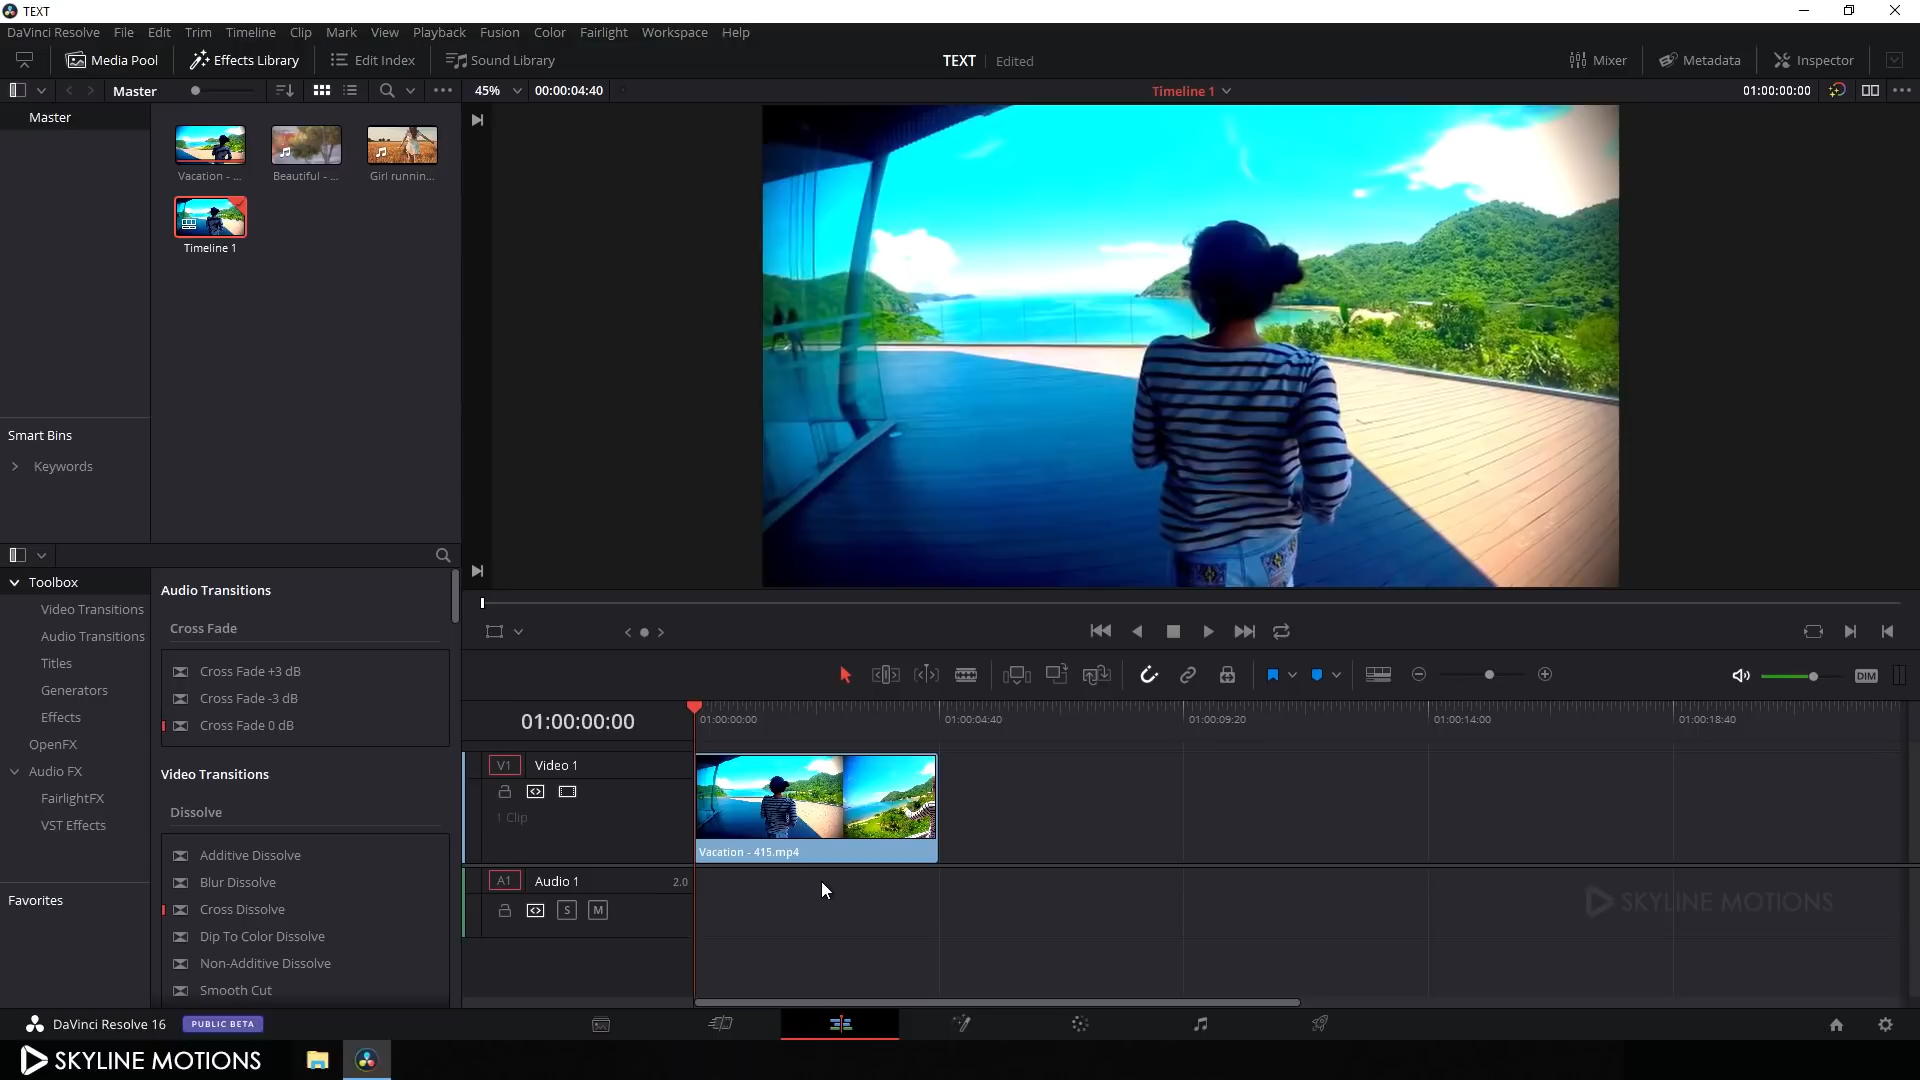 TEXT
DaVinci Resolve File Edit Trim Timeline Clip Mark View Playback Fusion Color Fairlight Workspace Help
Media Pool Effects Library Edit Index Sound Library TEXT Edited Mixer Metadata Inspector
Master 45% 00:00:04:40 Timeline 1 01:00:00:00
Master
Vacation - ... Beautiful - ... Girl runnin...
Timeline 1
Smart Bins
Keywords
Toolbox
Video Transitions
Audio Transitions
Titles
Generators
Effects
OpenFX
Audio FX
FairlightFX
VST Effects
Favorites
Audio Transitions
Cross Fade
Cross Fade +3 dB
Cross Fade -3 dB
Cross Fade 0 dB
Video Transitions
Dissolve
Additive Dissolve
Blur Dissolve
Cross Dissolve
Dip To Color Dissolve
Non-Additive Dissolve
Smooth Cut
DIM
01:00:00:00 01:00:00:00 01:00:04:40 01:00:09:20 01:00:14:00 01:00:18:40
V1 Video 1
1 Clip
Vacation - 415.mp4
A1 Audio 1 2.0
S M
SKYLINE MOTIONS
DaVinci Resolve 16 PUBLIC BETA
SKYLINE MOTIONS